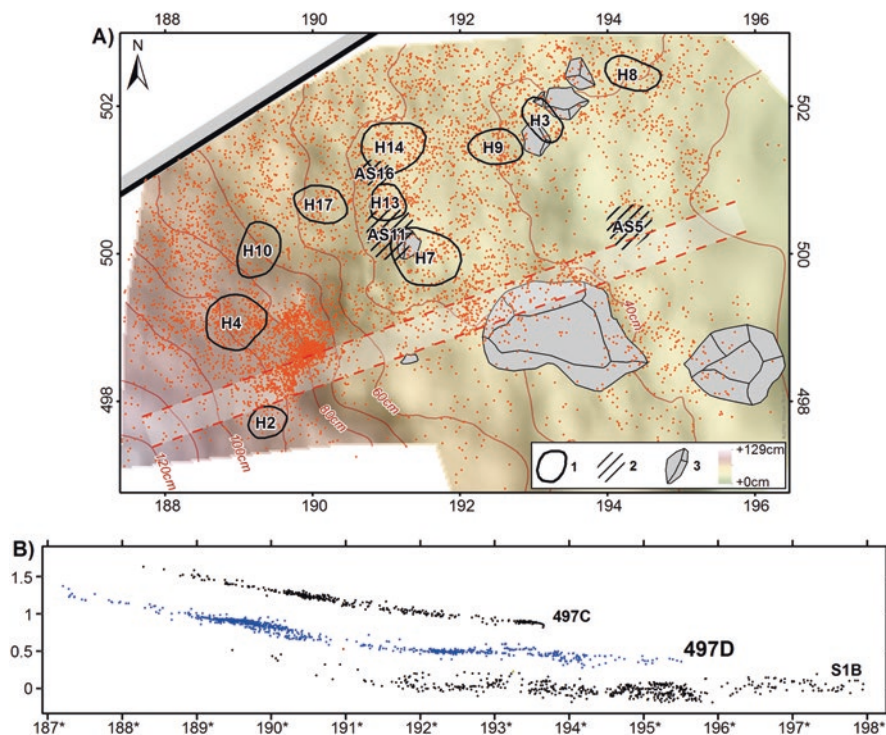 188 190 192 194 196
A)
N
502 502
H8
H3
H14
H9
AS16
H17
H13
AS5
AS11
H10
500 500
H7
H4
40cm
60cm
80cm
498 498
H2
100cm
120cm
1 2 3 +129cm
+0cm
188 190 192 194 196
B)
1.5
497C
1
497D
0.5
S1B
0
187* 188* 189* 190* 191* 192* 193* 194* 195* 196* 197* 198*